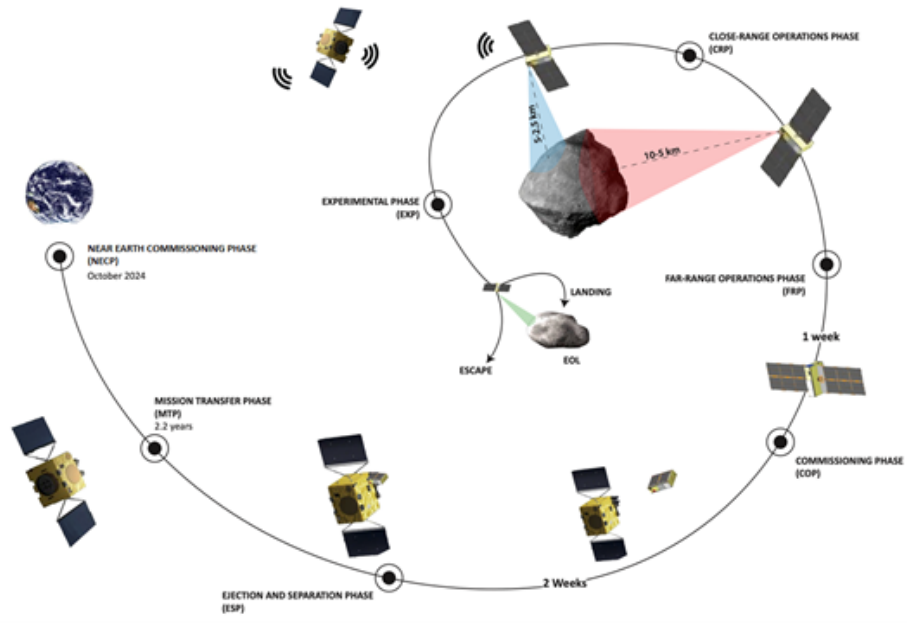 NEAR EARTH COMMISSIONING PHASE
(NECP)
October 2024
MISSION TRANSFER PHASE
(MTP)
2.2 years
EJECTION AND SEPARATION PHASE
(ESP)
2 Weeks
COMMISSIONING PHASE
(COP)
1 week
FAR-RANGE OPERATIONS PHASE
(FRP)
10-5 km
CLOSE-RANGE OPERATIONS PHASE
(CRP)
5-2.5 km
EXPERIMENTAL PHASE
(EXP)
LANDING
ESCAPE
EOL